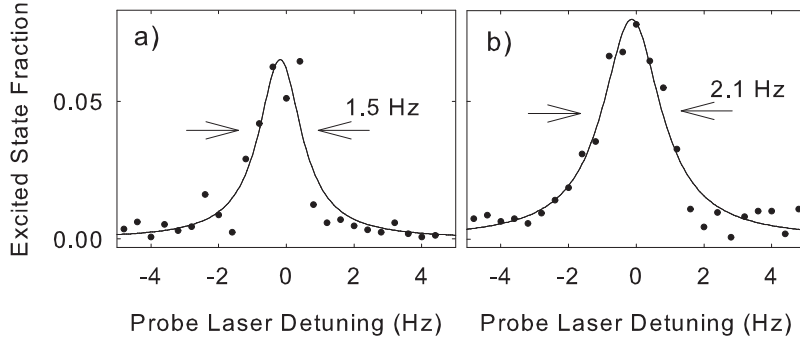 a)
b)
1.5 Hz
2.1 Hz
Excited State Fraction
0.05
0.00
-4 -2 0 2 4
-4 -2 0 2 4
Probe Laser Detuning (Hz)
Probe Laser Detuning (Hz)